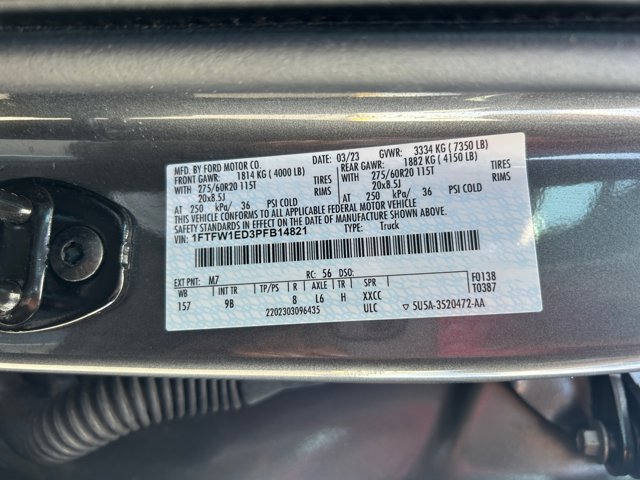 MFD. BY FORD MOTOR CO. DATE: 03/23 GVWR: 3334 KG ( 7350 LB)
FRONT GAWR: 1814 KG ( 4000 LB) REAR GAWR: 1882 KG ( 4150 LB)
WITH 275/60R20 115T TIRES WITH 275/60R20 115T TIRES
20x8.5J RIMS 20x8.5J RIMS
AT 250 kPa/ 36 PSI COLD AT 250 kPa/ 36 PSI COLD
THIS VEHICLE CONFORMS TO ALL APPLICABLE FEDERAL MOTOR VEHICLE
SAFETY AND THEFT PREVENTION STANDARDS IN EFFECT ON THE DATE OF MANUFACTURE SHOWN ABOVE.
VIN: 1FTFW1ED3PFB14821 TYPE: Truck
EXT PNT: M7 RC: 56 DSO: F0138
WB INT TR TP/PS R AXLE TR SPR T0387
157 9B 8 L6 H XXCC
2202303096435 ULC 5U5A-3520472-AA